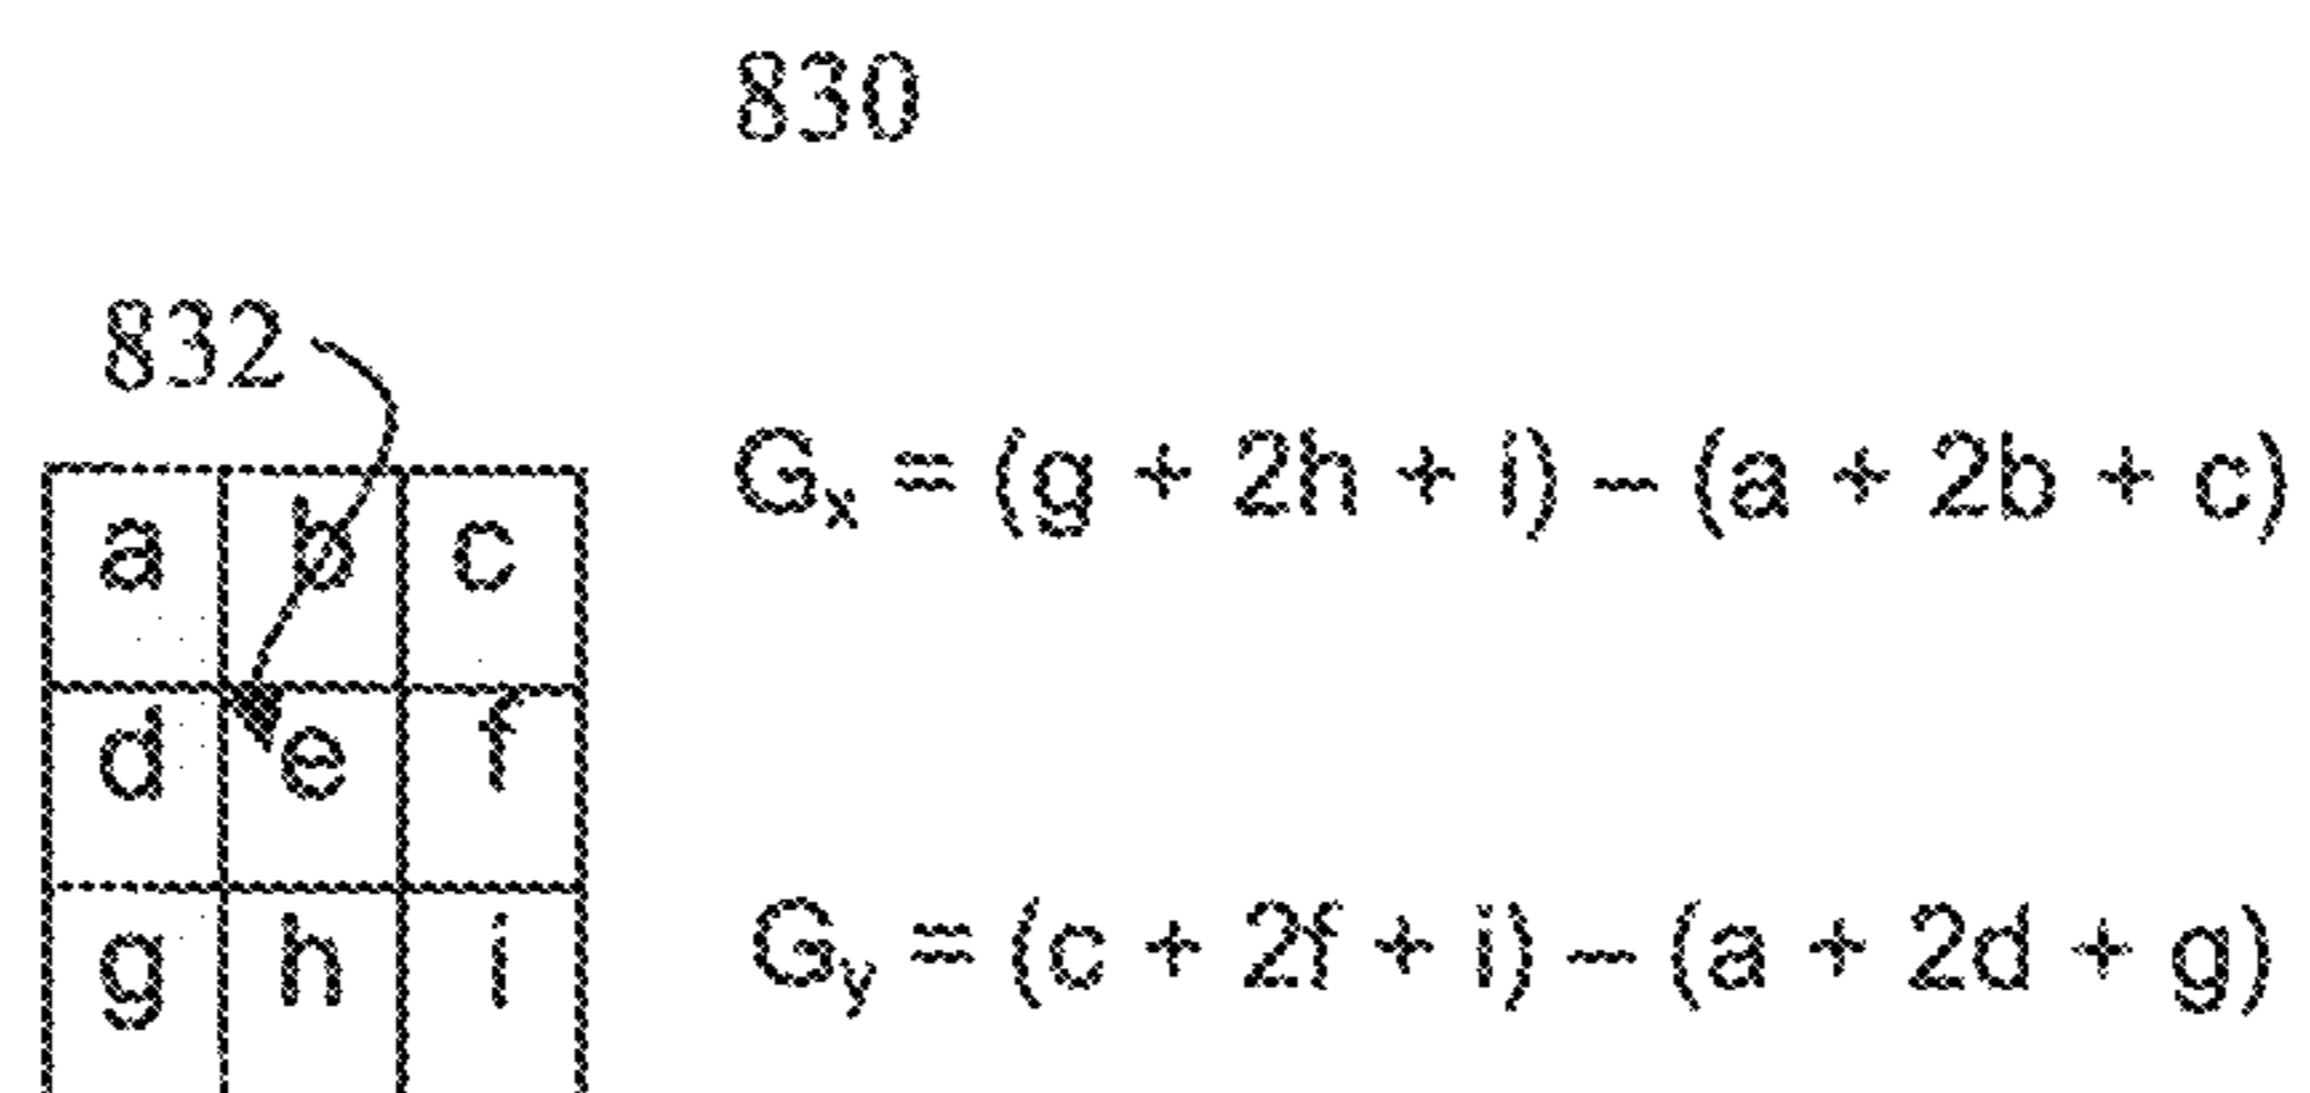 830
832
a b c
d e f
g h i
Gx = (g + 2h + i) – (a + 2b + c)
Gy = (c + 2f + i) – (a + 2d + g)